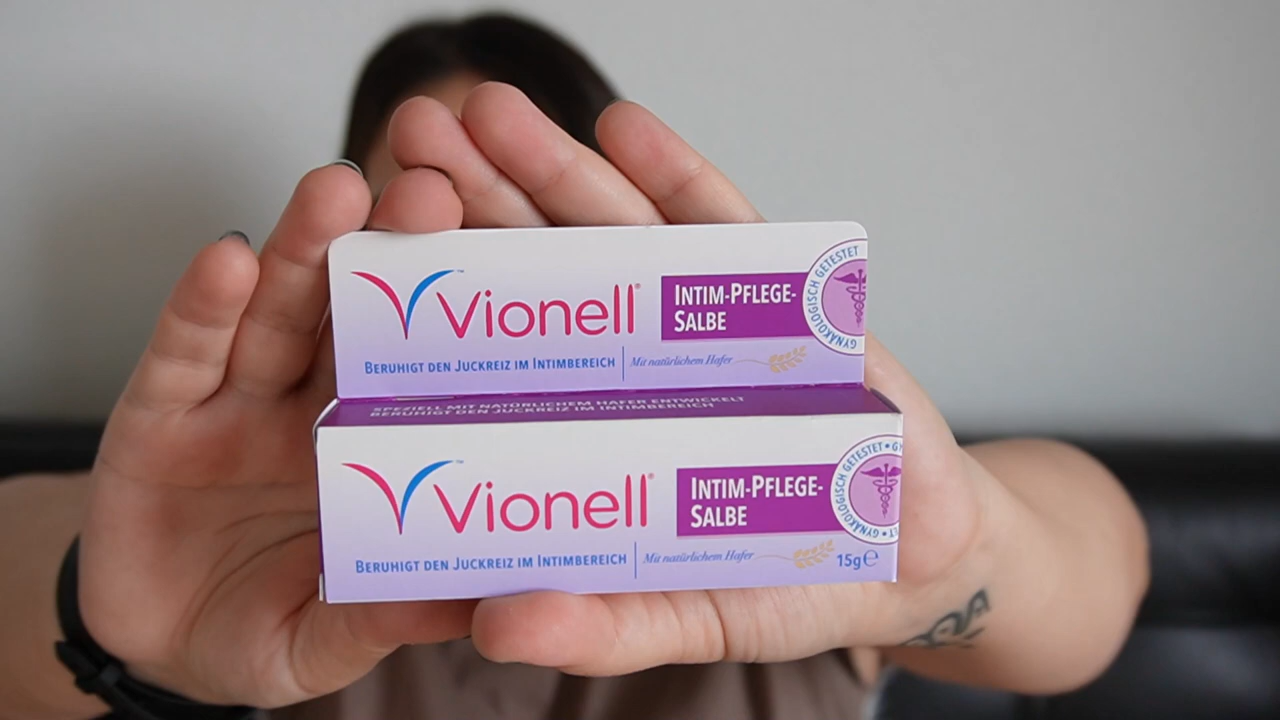 Vionell®
INTIM-PFLEGE-
SALBE
GYNÄKOLOGISCH GETESTET
BERUHIGT DEN JUCKREIZ IM INTIMBEREICH
Mit natürlichem Hafer
SPEZIELL MIT NATÜRLICHEM HAFER ENTWICKELT
BERUHIGT DEN JUCKREIZ IM INTIMBEREICH
™
Vionell®
INTIM-PFLEGE-
SALBE
GYNÄKOLOGISCH GETESTET •
BERUHIGT DEN JUCKREIZ IM INTIMBEREICH
Mit natürlichem Hafer
15g℮